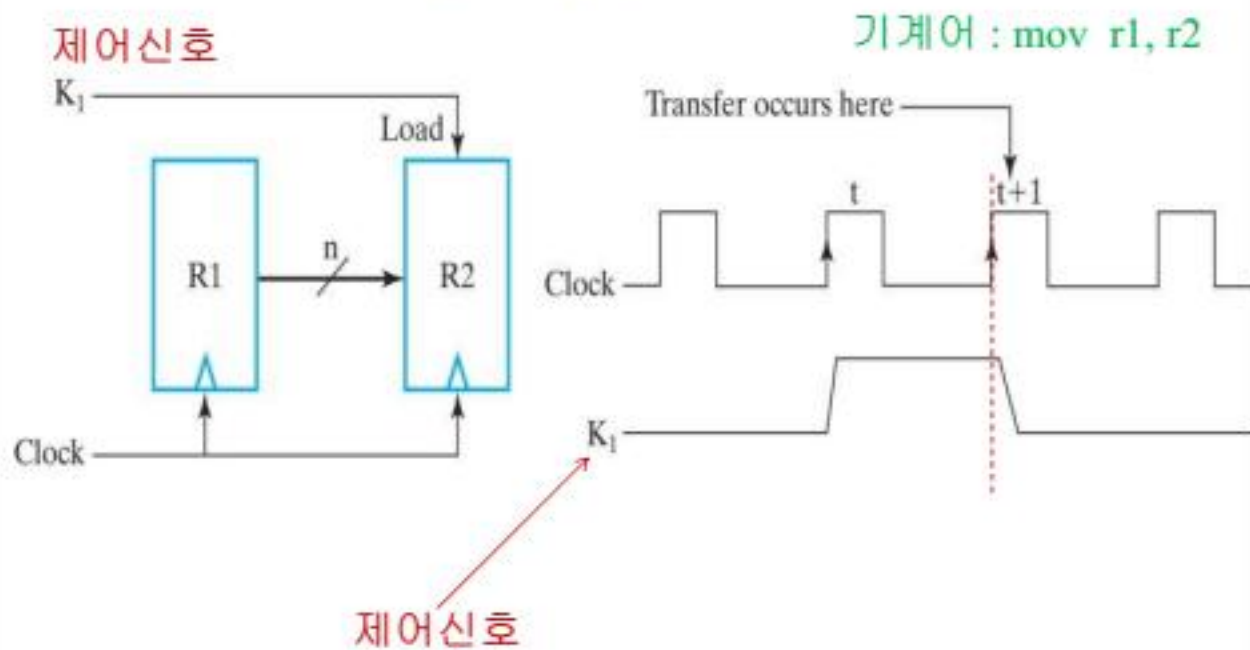 제어신호
기계어 : mov r1, r2
K₁
Load
R1
n
R2
Clock
Transfer occurs here
t
t+1
Clock
K₁
제어신호